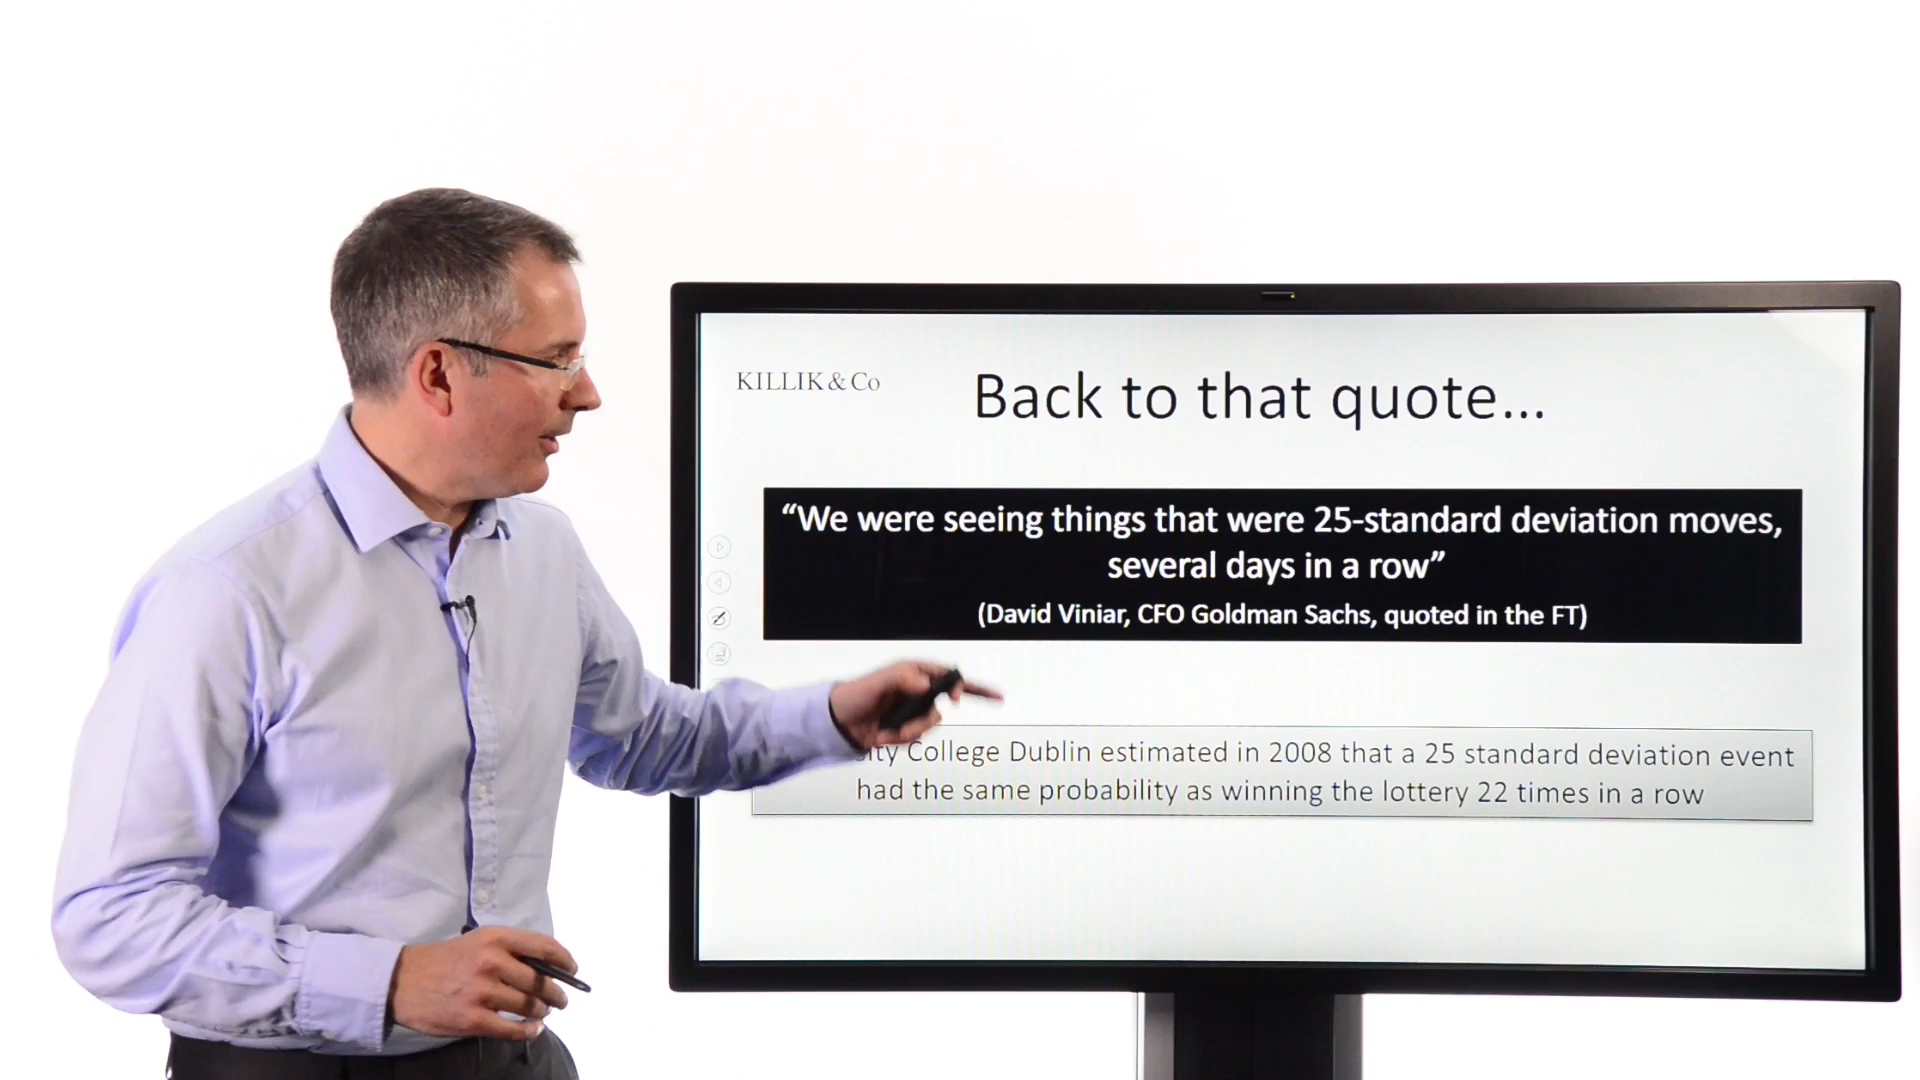 KILLIK & Co
Back to that quote...
“We were seeing things that were 25-standard deviation moves,
several days in a row”
(David Viniar, CFO Goldman Sachs, quoted in the FT)
College Dublin estimated in 2008 that a 25 standard deviation event
had the same probability as winning the lottery 22 times in a row